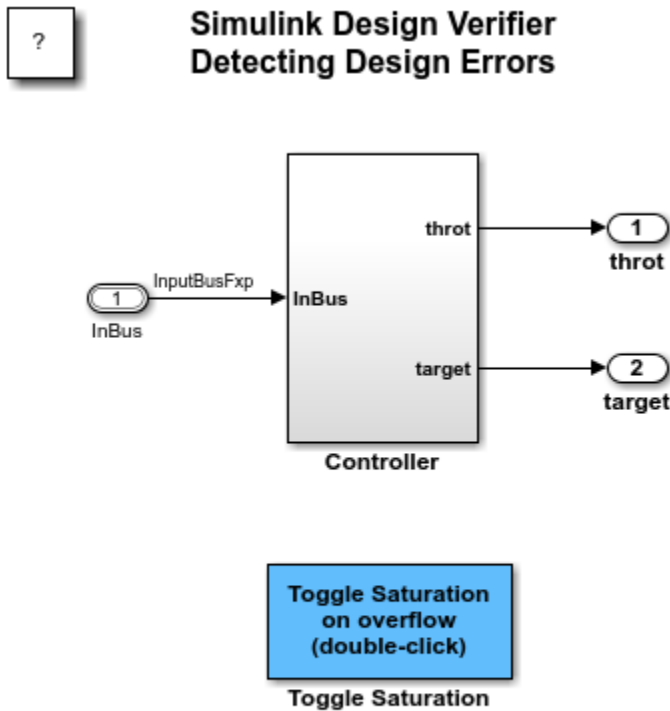 ?
Simulink Design Verifier
Detecting Design Errors
throt
1
throt
InputBusFxp
1
InBus
InBus
target
2
target
Controller
Toggle Saturation
on overflow
(double-click)
Toggle Saturation